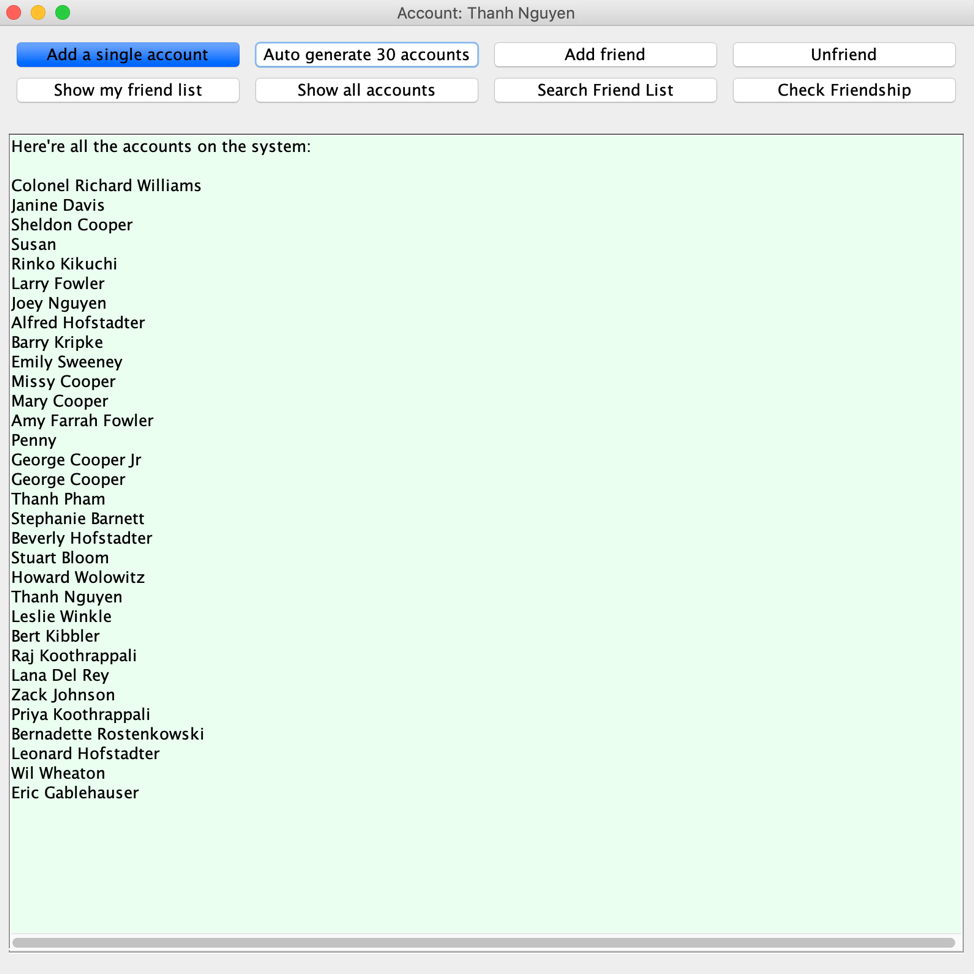 Account: Thanh Nguyen
Add a single account Auto generate 30 accounts Add friend Unfriend
Show my friend list Show all accounts Search Friend List Check Friendship
Here're all the accounts on the system:
Colonel Richard Williams
Janine Davis
Sheldon Cooper
Susan
Rinko Kikuchi
Larry Fowler
Joey Nguyen
Alfred Hofstadter
Barry Kripke
Emily Sweeney
Missy Cooper
Mary Cooper
Amy Farrah Fowler
Penny
George Cooper Jr
George Cooper
Thanh Pham
Stephanie Barnett
Beverly Hofstadter
Stuart Bloom
Howard Wolowitz
Thanh Nguyen
Leslie Winkle
Bert Kibbler
Raj Koothrappali
Lana Del Rey
Zack Johnson
Priya Koothrappali
Bernadette Rostenkowski
Leonard Hofstadter
Wil Wheaton
Eric Gablehauser